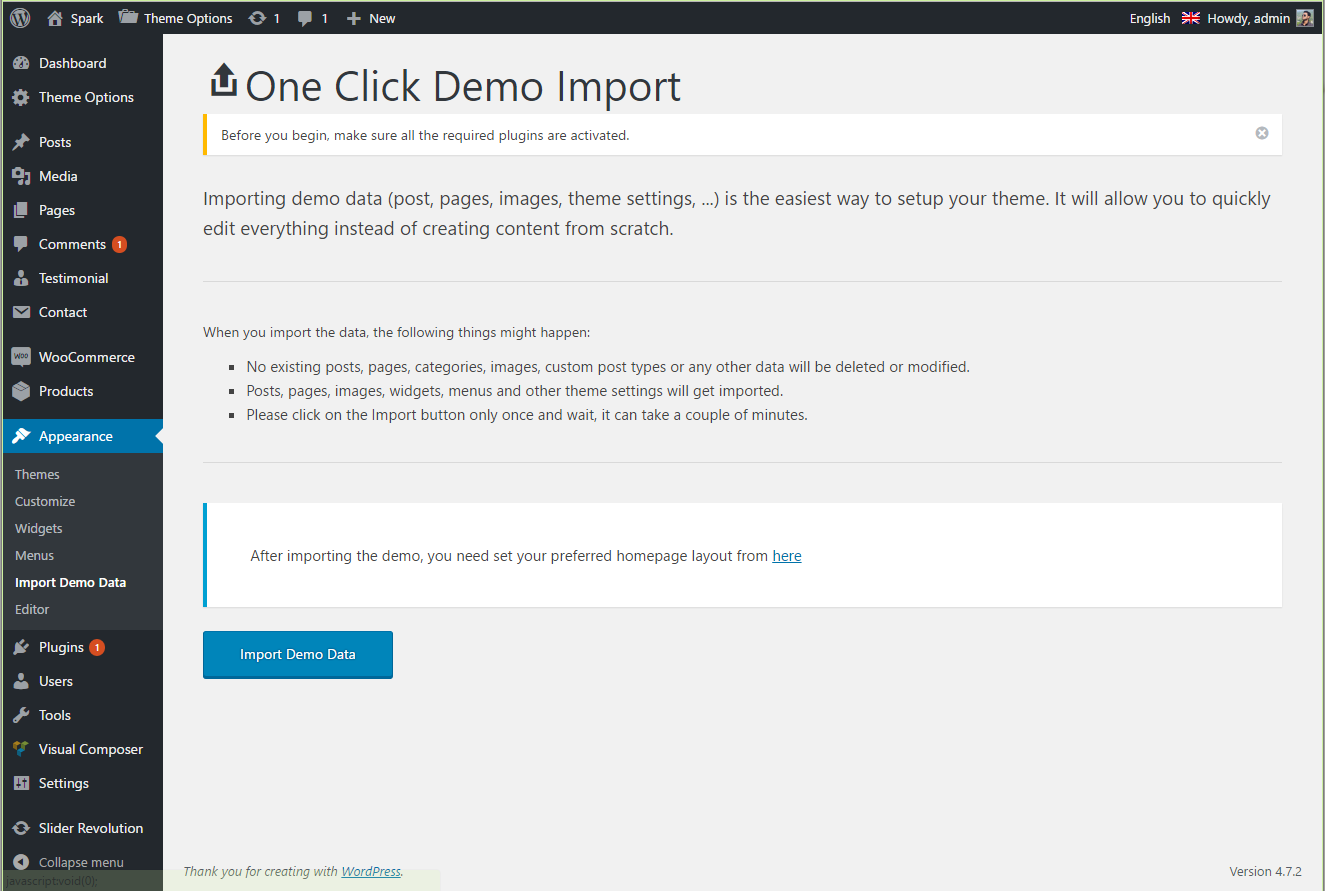 Spark Theme Options 1 1 New English Howdy, admin
Dashboard
Theme Options
Posts
Media
Pages
Comments 1
Testimonial
Contact
WOO WooCommerce
Products
Appearance
Themes
Customize
Widgets
Menus
Import Demo Data
Editor
Plugins 1
Users
Tools
Visual Composer
Settings
Slider Revolution
Collapse menu
javascript:void(0);
One Click Demo Import
Before you begin, make sure all the required plugins are activated.
Importing demo data (post, pages, images, theme settings, ...) is the easiest way to setup your theme. It will allow you to quickly
edit everything instead of creating content from scratch.
When you import the data, the following things might happen:
No existing posts, pages, categories, images, custom post types or any other data will be deleted or modified.
Posts, pages, images, widgets, menus and other theme settings will get imported.
Please click on the Import button only once and wait, it can take a couple of minutes.
After importing the demo, you need set your preferred homepage layout from here
Import Demo Data
Thank you for creating with WordPress.
Version 4.7.2